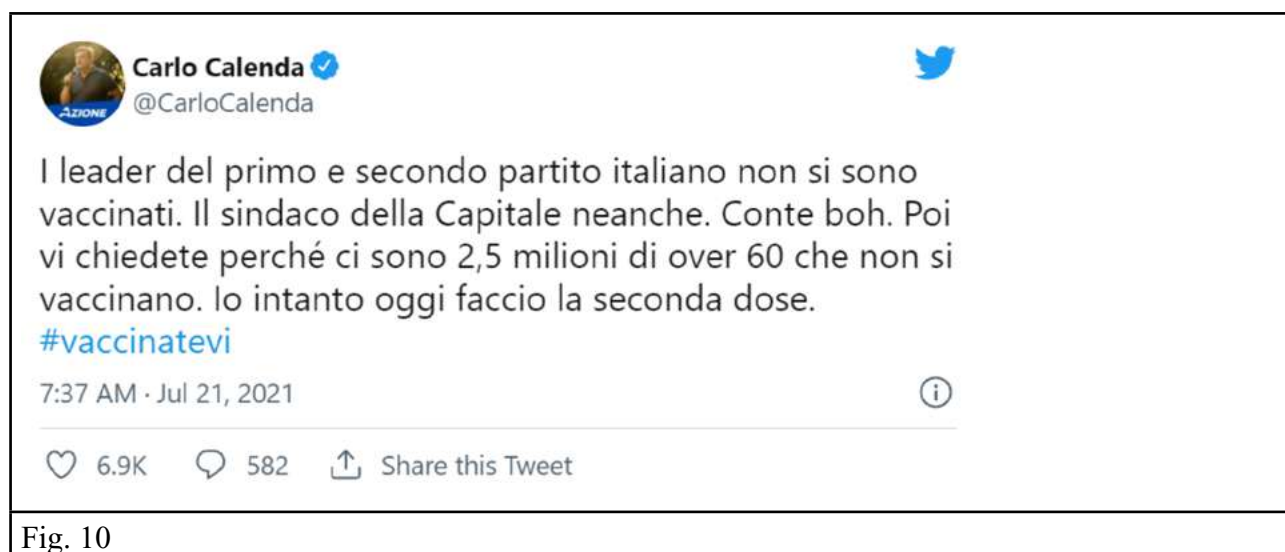 Carlo Calenda
@CarloCalenda
AZIONE
I leader del primo e secondo partito italiano non si sono
vaccinati. Il sindaco della Capitale neanche. Conte boh. Poi
vi chiedete perché ci sono 2,5 milioni di over 60 che non si
vaccinano. Io intanto oggi faccio la seconda dose.
#vaccinatevi
7:37 AM · Jul 21, 2021
6.9K 582 Share this Tweet
Fig. 10